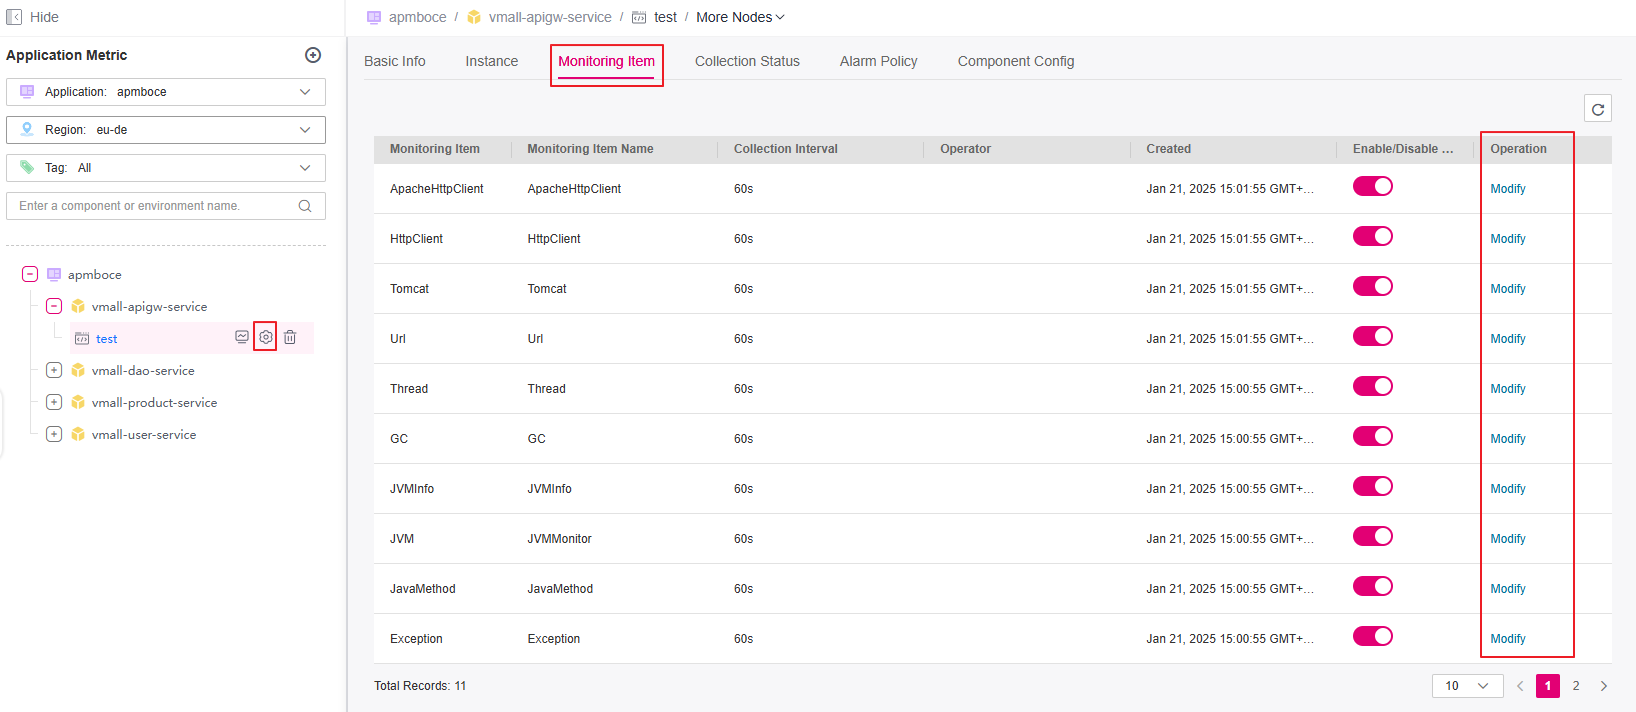 Hide
apmboce / vmall-apigw-service / test / More Nodes
Application Metric
Application: apmboce
Region: eu-de
Tag: All
Enter a component or environment name.
apmboce
vmall-apigw-service
test
vmall-dao-service
vmall-product-service
vmall-user-service
Basic Info Instance Monitoring Item Collection Status Alarm Policy Component Config
Monitoring Item Monitoring Item Name Collection Interval Operator Created Enable/Disable ... Operation
ApacheHttpClient ApacheHttpClient 60s Jan 21, 2025 15:01:55 GMT+... Modify
HttpClient HttpClient 60s Jan 21, 2025 15:01:55 GMT+... Modify
Tomcat Tomcat 60s Jan 21, 2025 15:01:55 GMT+... Modify
Url Url 60s Jan 21, 2025 15:01:55 GMT+... Modify
Thread Thread 60s Jan 21, 2025 15:00:55 GMT+... Modify
GC GC 60s Jan 21, 2025 15:00:55 GMT+... Modify
JVMInfo JVMInfo 60s Jan 21, 2025 15:00:55 GMT+... Modify
JVM JVMMonitor 60s Jan 21, 2025 15:00:55 GMT+... Modify
JavaMethod JavaMethod 60s Jan 21, 2025 15:00:55 GMT+... Modify
Exception Exception 60s Jan 21, 2025 15:00:55 GMT+... Modify
Total Records: 11
10 1 2